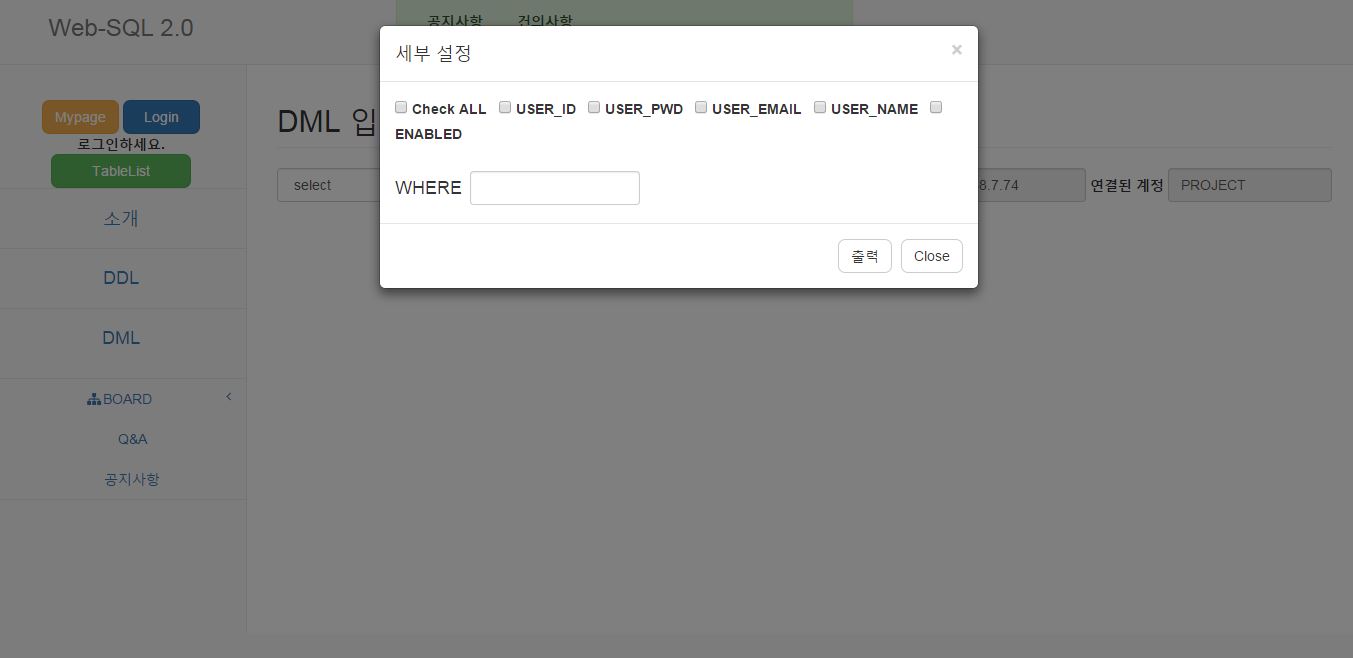 Web-SQL 2.0
공지사항 건의사항
세부 설정 ×
Check ALL USER_ID USER_PWD USER_EMAIL USER_NAME
ENABLED
WHERE
출력 Close
Mypage Login
로그인하세요.
TableList
소개
DDL
DML
BOARD
Q&A
공지사항
DML 입
select 8.7.74 연결된 계정 PROJECT